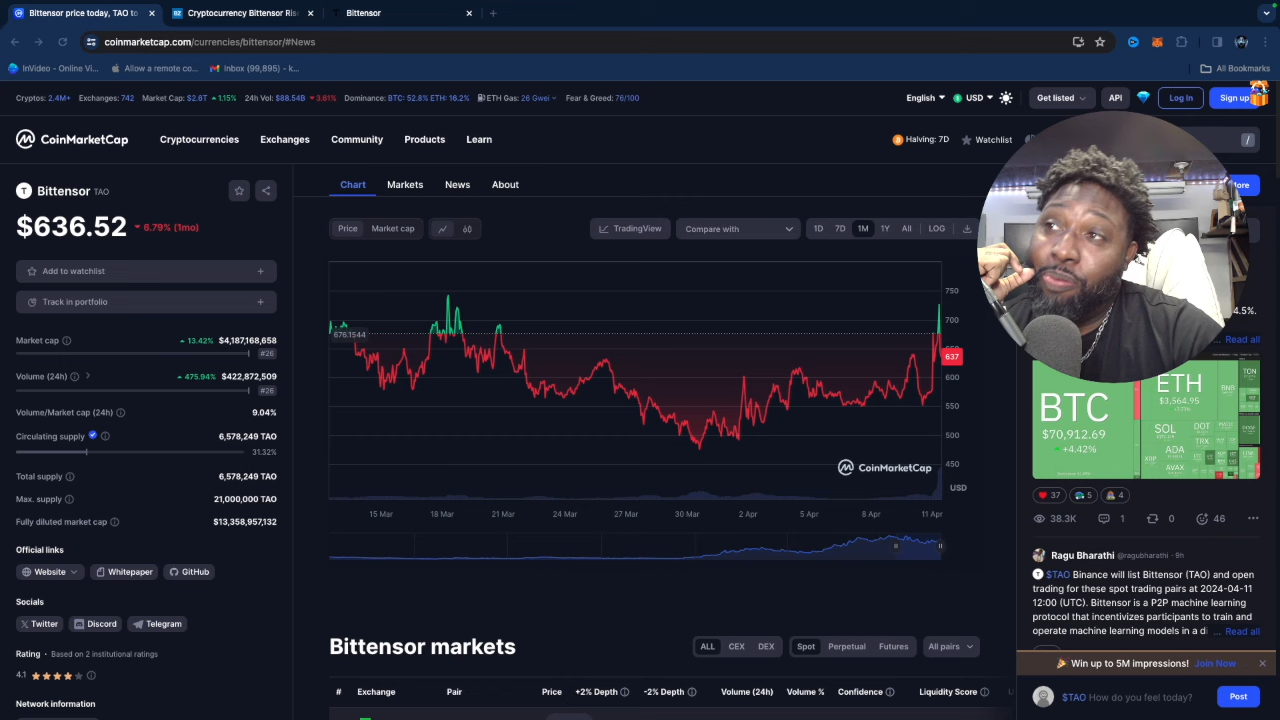 Bittensor price today, TAO to
Cryptocurrency Bittensor Ris
Bittensor
coinmarketcap.com/currencies/bittensor/#News
InVideo - Online Vi...
Allow a remote co...
Inbox (99,895) - k...
All Bookmarks
Cryptos: 2.4M+ Exchanges: 742 Market Cap: $2.6T 1.15% 24h Vol: $88.54B 3.61% Dominance: BTC: 52.8% ETH: 16.2% ETH Gas: 26 Gwei Fear & Greed: 76/100
English USD Get listed API Log In Sign up
CoinMarketCap
Cryptocurrencies Exchanges Community Products Learn
Halving: 7D Watchlist /
Bittensor TAO
$636.52 6.79% (1mo)
Add to watchlist +
Track in portfolio +
Market cap 13.42% $4,187,168,658
#26
Volume (24h) 475.94% $422,872,509
#26
Volume/Market cap (24h) 9.04%
Circulating supply 6,578,249 TAO
31.32%
Total supply 6,578,249 TAO
Max. supply 21,000,000 TAO
Fully diluted market cap $13,358,957,132
Official links
Website Whitepaper GitHub
Socials
Twitter Discord Telegram
Rating · Based on 2 institutional ratings
4.1
Network information
Chart Markets News About
Price Market cap TradingView Compare with 1D 7D 1M 1Y All LOG
750
700
676.1544
637
600
550
500
450
CoinMarketCap
USD
15 Mar 18 Mar 21 Mar 24 Mar 27 Mar 30 Mar 2 Apr 5 Apr 8 Apr 11 Apr
Bittensor markets
ALL CEX DEX Spot Perpetual Futures All pairs
# Exchange Pair Price +2% Depth -2% Depth Volume (24h) Volume % Confidence Liquidity Score
4.5%.
Read all
BTC
$70,912.69
+4.42%
ETH
$3,564.95
BNB
TON
SOL
DOT
TRX
XRP
ADA
AVAX
37 5 4
38.3K 1 0 46
Ragu Bharathi @ragubharathi · 9h
$TAO Binance will list Bittensor (TAO) and open
trading for these spot trading pairs at 2024-04-11
12:00 (UTC). Bittensor is a P2P machine learning
protocol that incentivizes participants to train and
operate machine learning models in a di ... Read all
Win up to 5M impressions! Join Now
$TAO How do you feel today? Post